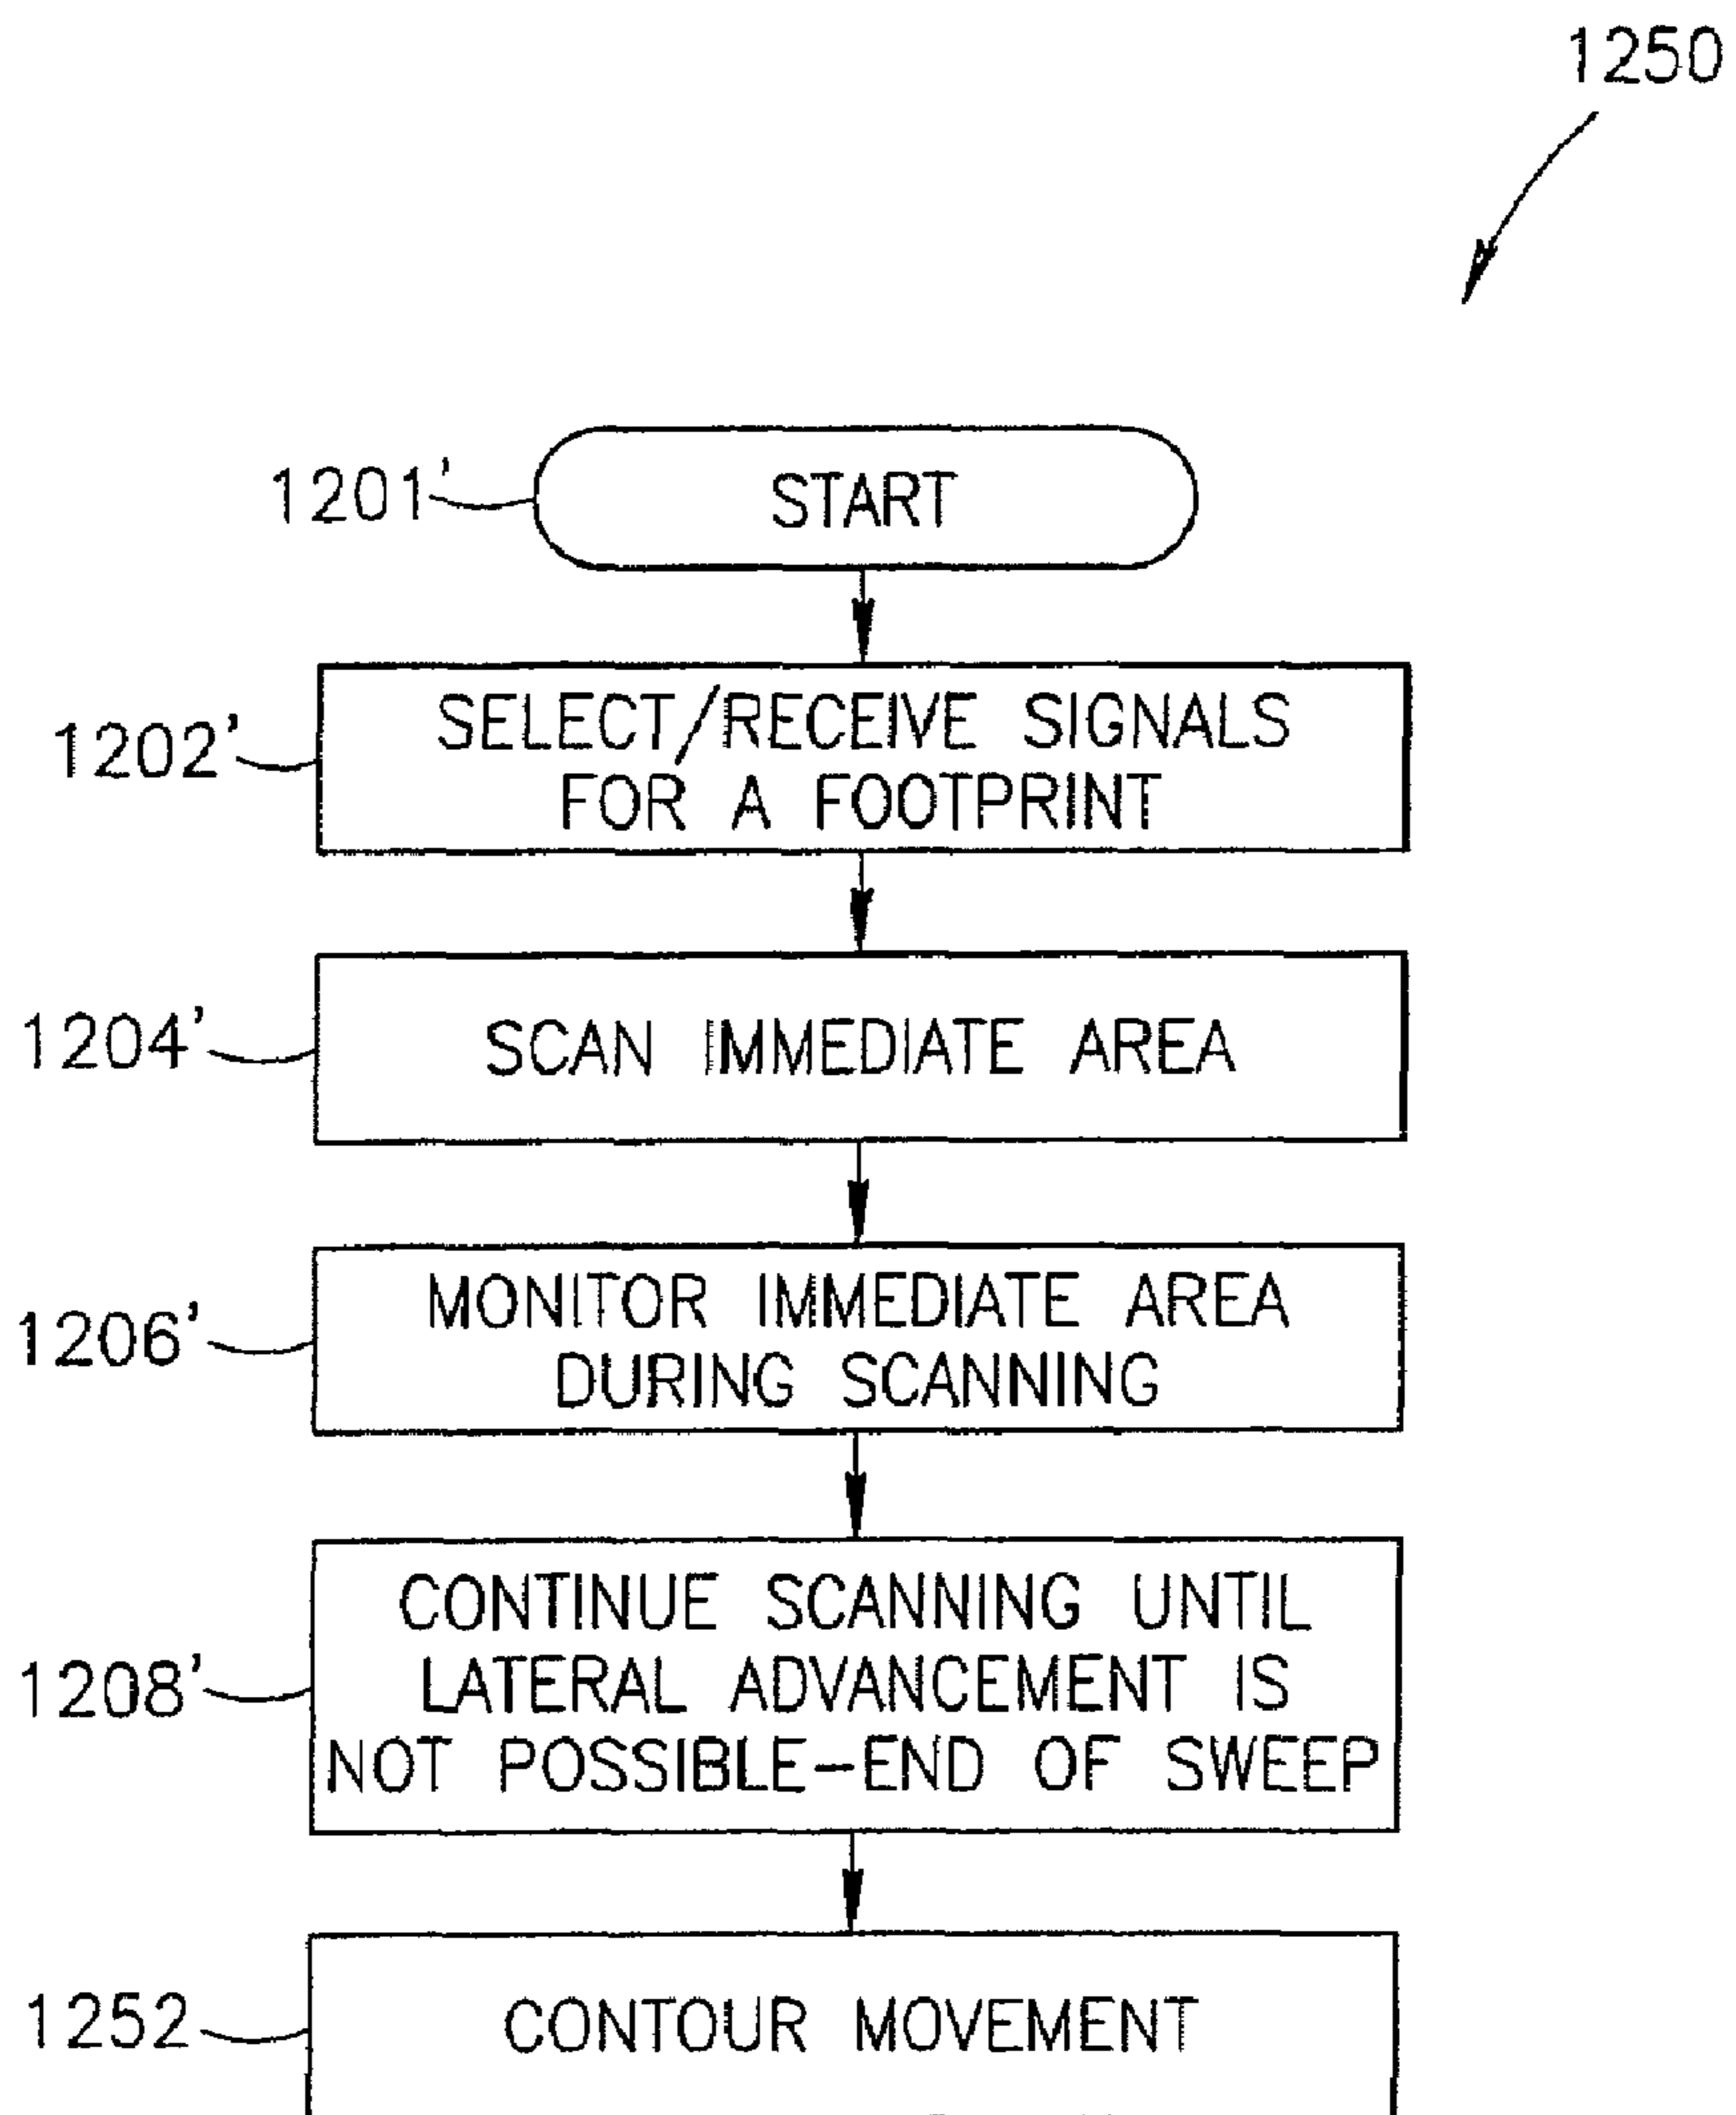 1250
1201'
START
1202'
SELECT/RECEIVE SIGNALS
FOR A FOOTPRINT
1204'
SCAN IMMEDIATE AREA
1206'
MONITOR IMMEDIATE AREA
DURING SCANNING
1208'
CONTINUE SCANNING UNTIL
LATERAL ADVANCEMENT IS
NOT POSSIBLE-END OF SWEEP
1252
CONTOUR MOVEMENT